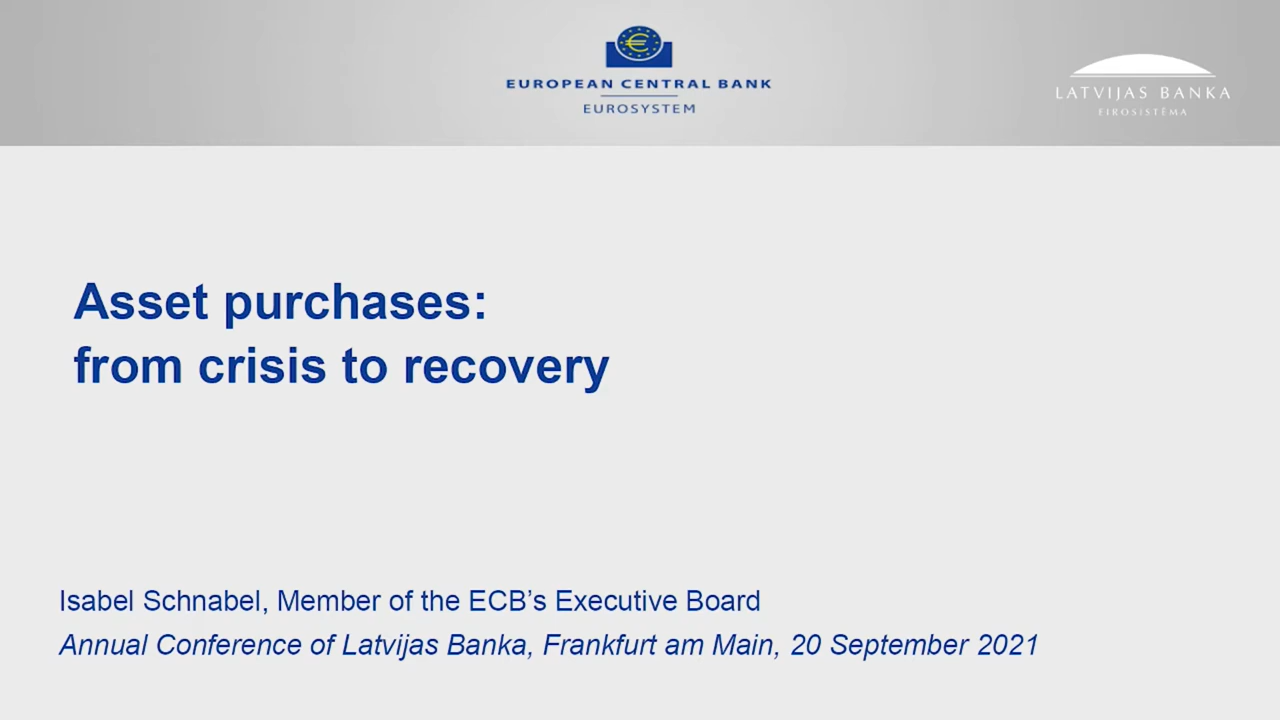 EUROPEAN CENTRAL BANK
EUROSYSTEM
LATVIJAS BANKA
EIROSISTĒMA
Asset purchases:
from crisis to recovery
Isabel Schnabel, Member of the ECB’s Executive Board
Annual Conference of Latvijas Banka, Frankfurt am Main, 20 September 2021